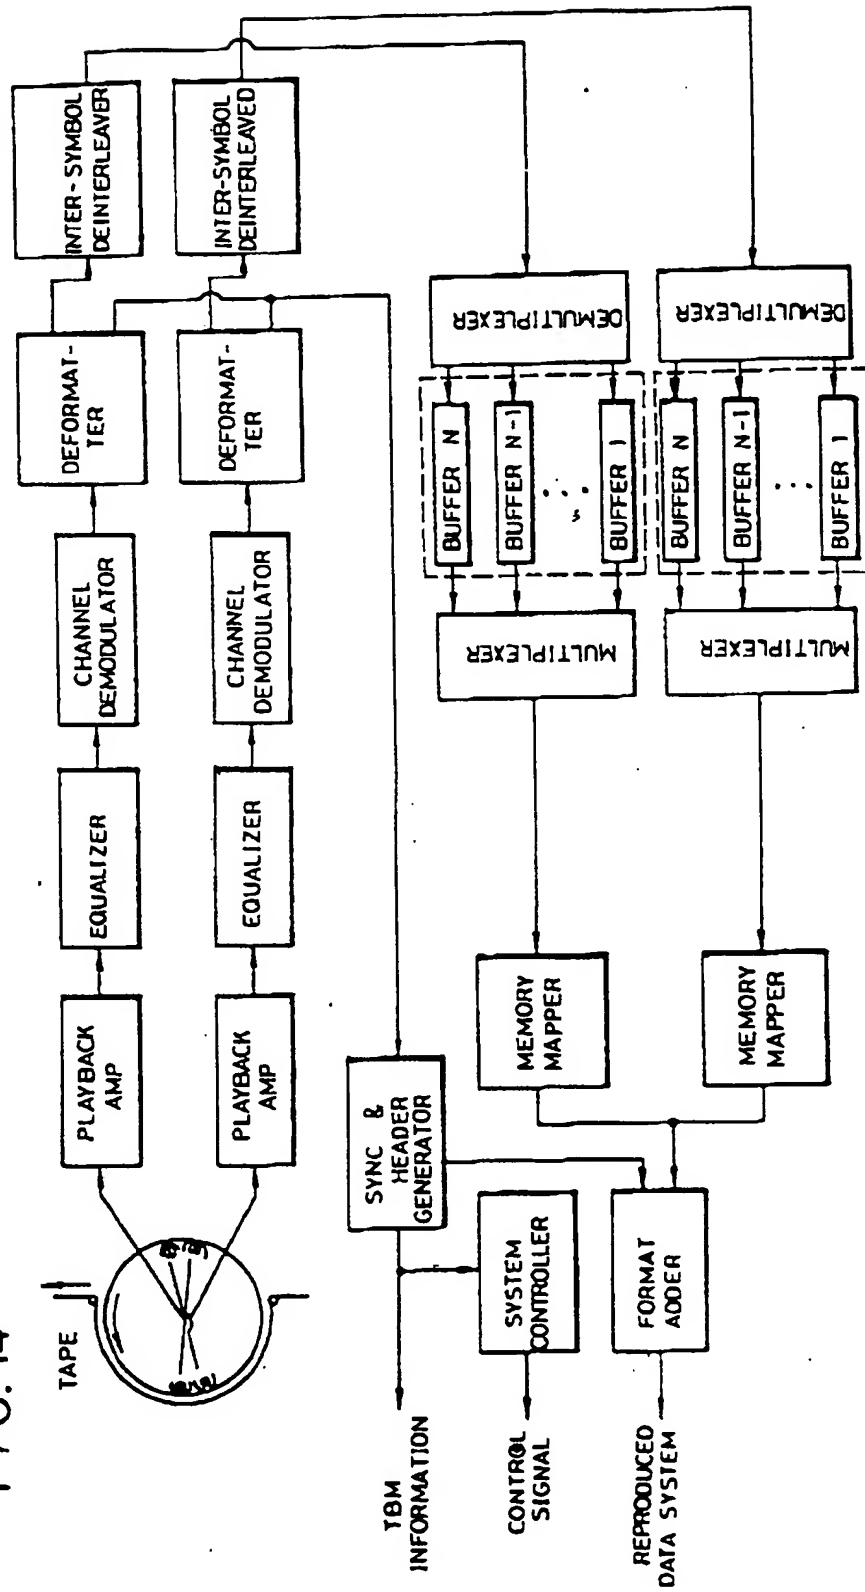 FIG. 14
TAPE
PLAYBACK
AMP
EQUALIZER
CHANNEL
DEMODULATOR
DEFORMAT-
TER
INTER-SYMBOL
DEINTERLEAVER
PLAYBACK
AMP
EQUALIZER
CHANNEL
DEMODULATOR
DEFORMAT-
TER
INTER-SYMBOL
DEINTERLEAVED
TBM
INFORMATION
SYNC &
HEADER
GENERATOR
CONTROL
SIGNAL
SYSTEM
CONTROLLER
REPRODUCED
DATA SYSTEM
FORMAT
ADDER
MEMORY
MAPPER
MULTIPLEXER
BUFFER N
BUFFER N-1
...
BUFFER 1
DEMULTIPLEXER
MEMORY
MAPPER
MULTIPLEXER
BUFFER N
BUFFER N-1
...
BUFFER 1
DEMULTIPLEXER